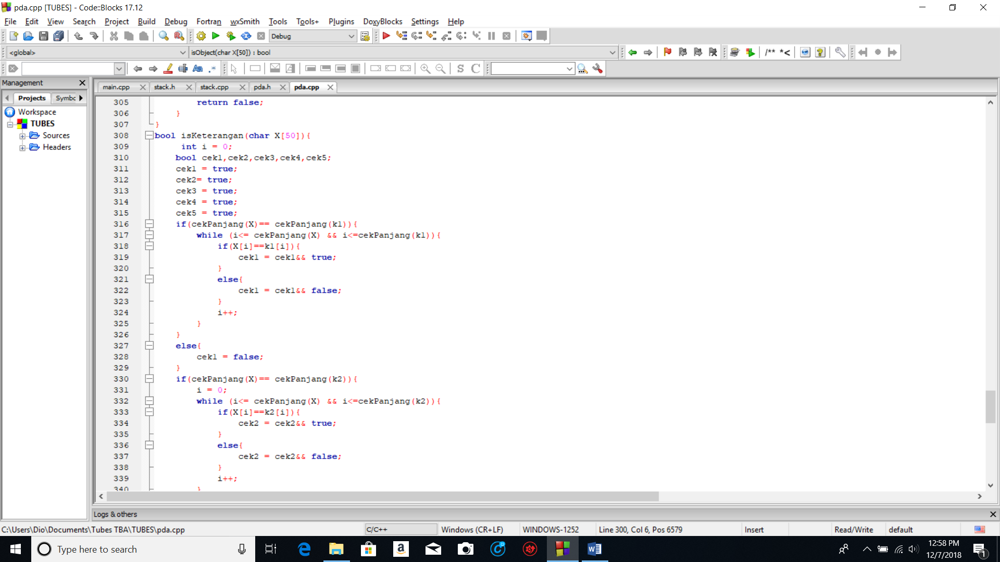 pda.cpp [TUBES] - Code::Blocks 17.12
File Edit View Search Project Build Debug Fortran wxSmith Tools Tools+ Plugins DoxyBlocks Settings Help
Debug
<global> isObject(char X[50]) : bool
/** *<
Aa .*
S C
Management
main.cpp stack.h stack.cpp pda.h pda.cpp
Projects Symbc
Workspace
TUBES
Sources
Headers
305 return false;
306 }
307 }
308 bool isKeterangan(char X[50]){
309 int i = 0;
310 bool cek1,cek2,cek3,cek4,cek5;
311 cek1 = true;
312 cek2= true;
313 cek3 = true;
314 cek4 = true;
315 cek5 = true;
316 if(cekPanjang(X)== cekPanjang(k1)){
317 while (i<= cekPanjang(X) && i<=cekPanjang(k1)){
318 if(X[i]==k1[i]){
319 cek1 = cek1&& true;
320 }
321 else{
322 cek1 = cek1&& false;
323 }
324 i++;
325 }
326 }
327 else{
328 cek1 = false;
329 }
330 if(cekPanjang(X)== cekPanjang(k2)){
331 i = 0;
332 while (i<= cekPanjang(X) && i<=cekPanjang(k2)){
333 if(X[i]==k2[i]){
334 cek2 = cek2&& true;
335 }
336 else{
337 cek2 = cek2&& false;
338 }
339 i++;
340 }
Logs & others
C:\Users\Dio\Documents\Tubes TBA\TUBES\pda.cpp C/C++ Windows (CR+LF) WINDOWS-1252 Line 300, Col 6, Pos 6579 Insert Read/Write default
Type here to search
12:58 PM
12/7/2018
1